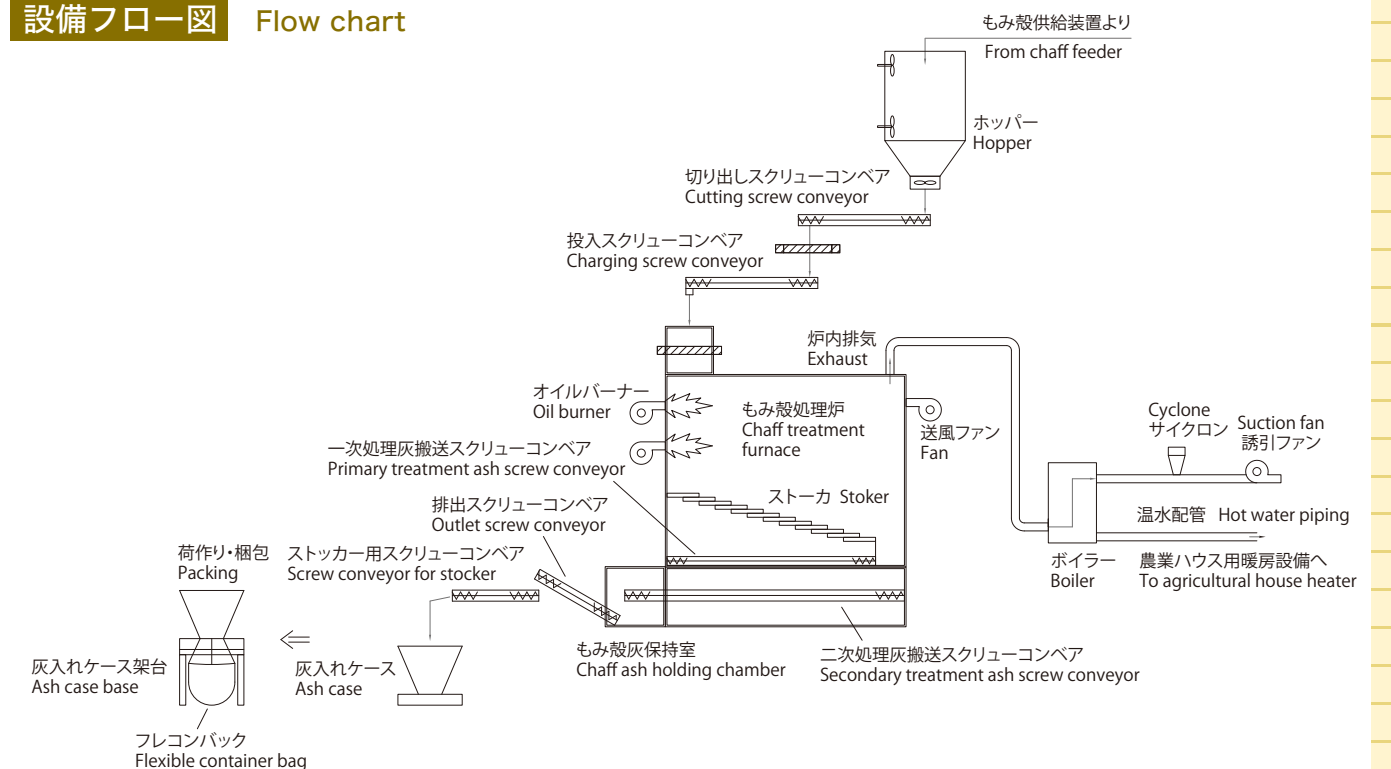 設備フロー図 Flow chart
もみ殻供給装置より
From chaff feeder
ホッパー
Hopper
切り出しスクリューコンベア
Cutting screw conveyor
投入スクリューコンベア
Charging screw conveyor
炉内排気
Exhaust
オイルバーナー
Oil burner
もみ殻処理炉
Chaff treatment
furnace
送風ファン
Fan
Cyclone
サイクロン
Suction fan
誘引ファン
一次処理灰搬送スクリューコンベア
Primary treatment ash screw conveyor
ストーカ Stoker
排出スクリューコンベア
Outlet screw conveyor
温水配管 Hot water piping
荷作り・梱包
Packing
ストッカー用スクリューコンベア
Screw conveyor for stocker
ボイラー
Boiler
農業ハウス用暖房設備へ
To agricultural house heater
灰入れケース架台
Ash case base
灰入れケース
Ash case
もみ殻灰保持室
Chaff ash holding chamber
二次処理灰搬送スクリューコンベア
Secondary treatment ash screw conveyor
フレコンバック
Flexible container bag